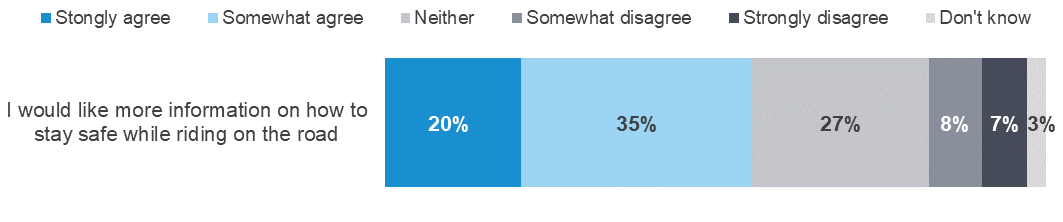 Stongly agree Somewhat agree Neither Somewhat disagree Strongly disagree Don't know
I would like more information on how to
stay safe while riding on the road
20% 35% 27% 8% 7% 3%